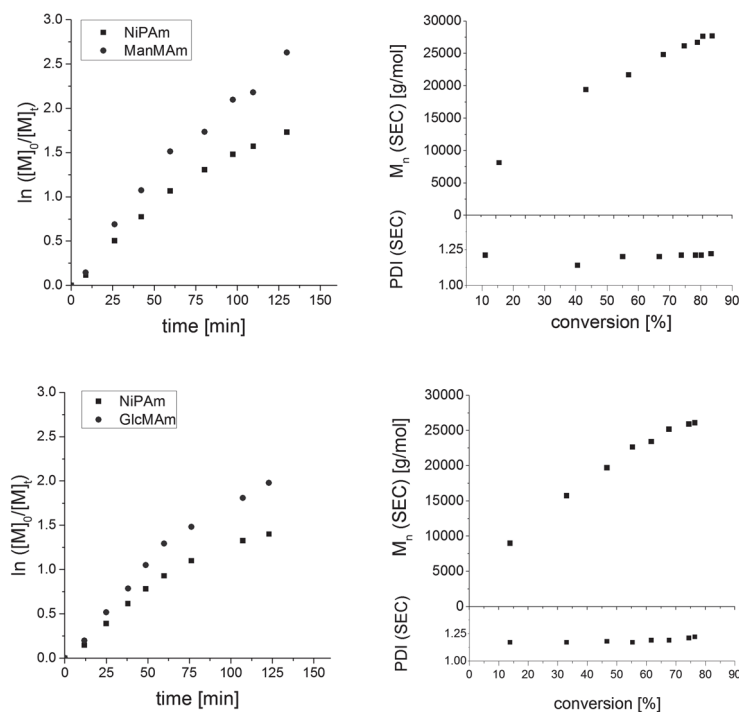 NiPAm
ManMAm
ln ([M]0/[M]t)
3.0
2.5
2.0
1.5
1.0
0.5
0.0
0 25 50 75 100 125 150
time [min]
Mn (SEC) [g/mol]
30000
25000
20000
15000
10000
5000
0
PDI (SEC)
1.25
1.00
10 20 30 40 50 60 70 80 90
conversion [%]
NiPAm
GlcMAm
ln ([M]0/[M]t)
3.0
2.5
2.0
1.5
1.0
0.5
0.0
0 25 50 75 100 125 150
time [min]
Mn (SEC) [g/mol]
30000
25000
20000
15000
10000
5000
0
PDI (SEC)
1.25
1.00
0 10 20 30 40 50 60 70 80 90
conversion [%]